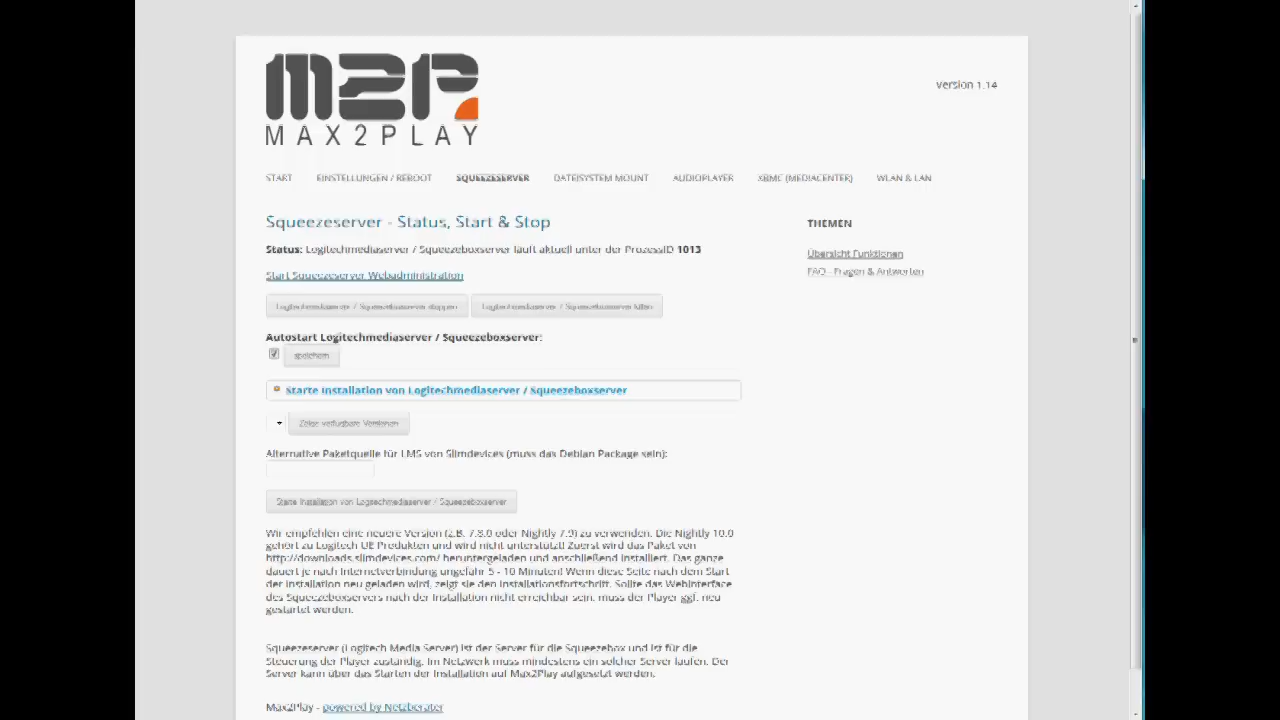 M2P
MAX2PLAY
Version 1.14
START EINSTELLUNGEN / REBOOT SQUEEZESERVER DATEISYSTEM MOUNT AUDIOPLAYER XBMC (MEDIACENTER) WLAN & LAN
Squeezeserver - Status, Start & Stop
Status: Logitechmediaserver / Squeezeboxserver läuft aktuell unter der ProzessID 1013
Start Squeezeserver Webadministration
Logitechmediaserver / Squeezeboxserver stoppen Logitechmediaserver / Squeezeboxserver killen
Autostart Logitechmediaserver / Squeezeboxserver:
speichern
Starte Installation von Logitechmediaserver / Squeezeboxserver
Zeige verfügbare Versionen
Alternative Paketquelle für LMS von Slimdevices (muss das Debian Package sein):
Starte Installation von Logitechmediaserver / Squeezeboxserver
Wir empfehlen eine neuere Version (z.B. 7.8.0 oder Nightly 7.9) zu verwenden. Die Nightly 10.0
gehört zu Logitech UE Produkten und wird nicht unterstützt! Zuerst wird das Paket von
http://downloads.slimdevices.com/ heruntergeladen und anschließend installiert. Das ganze
dauert je nach Internetverbindung ungefähr 5 - 10 Minuten! Wenn diese Seite nach dem Start
der Installation neu geladen wird, zeigt sie den Installationsfortschritt. Sollte das Webinterface
des Squeezeboxservers nach der Installation nicht erreichbar sein, muss der Player ggf. neu
gestartet werden.
Squeezeserver (Logitech Media Server) ist der Server für die Squeezebox und ist für die
Steuerung der Player zuständig. Im Netzwerk muss mindestens ein solcher Server laufen. Der
Server kann über das Starten der Installation auf Max2Play aufgesetzt werden.
Max2Play - powered by Netzberater
THEMEN
Übersicht Funktionen
FAQ - Fragen & Antworten